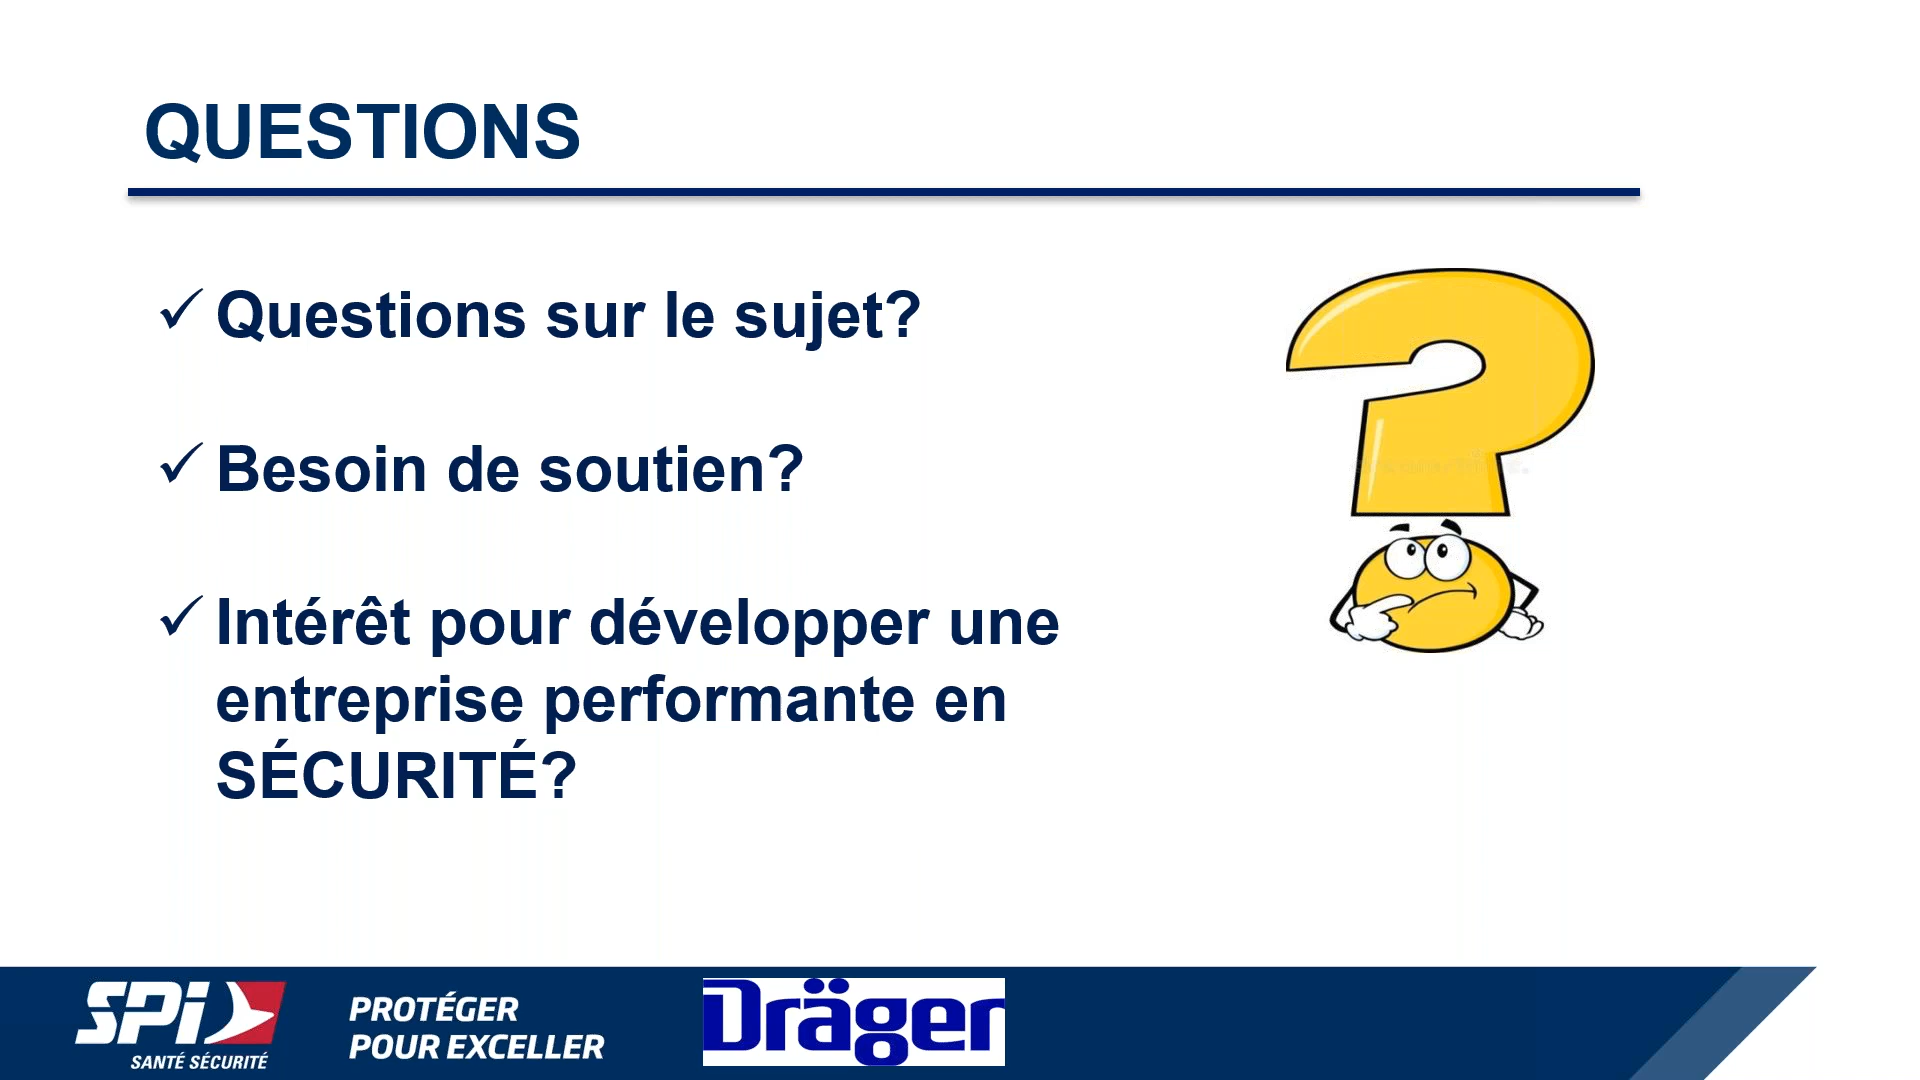 QUESTIONS
✓ Questions sur le sujet?
✓ Besoin de soutien?
✓ Intérêt pour développer une
entreprise performante en
SÉCURITÉ?
SPi
SANTÉ SÉCURITÉ
PROTÉGER
POUR EXCELLER
Dräger